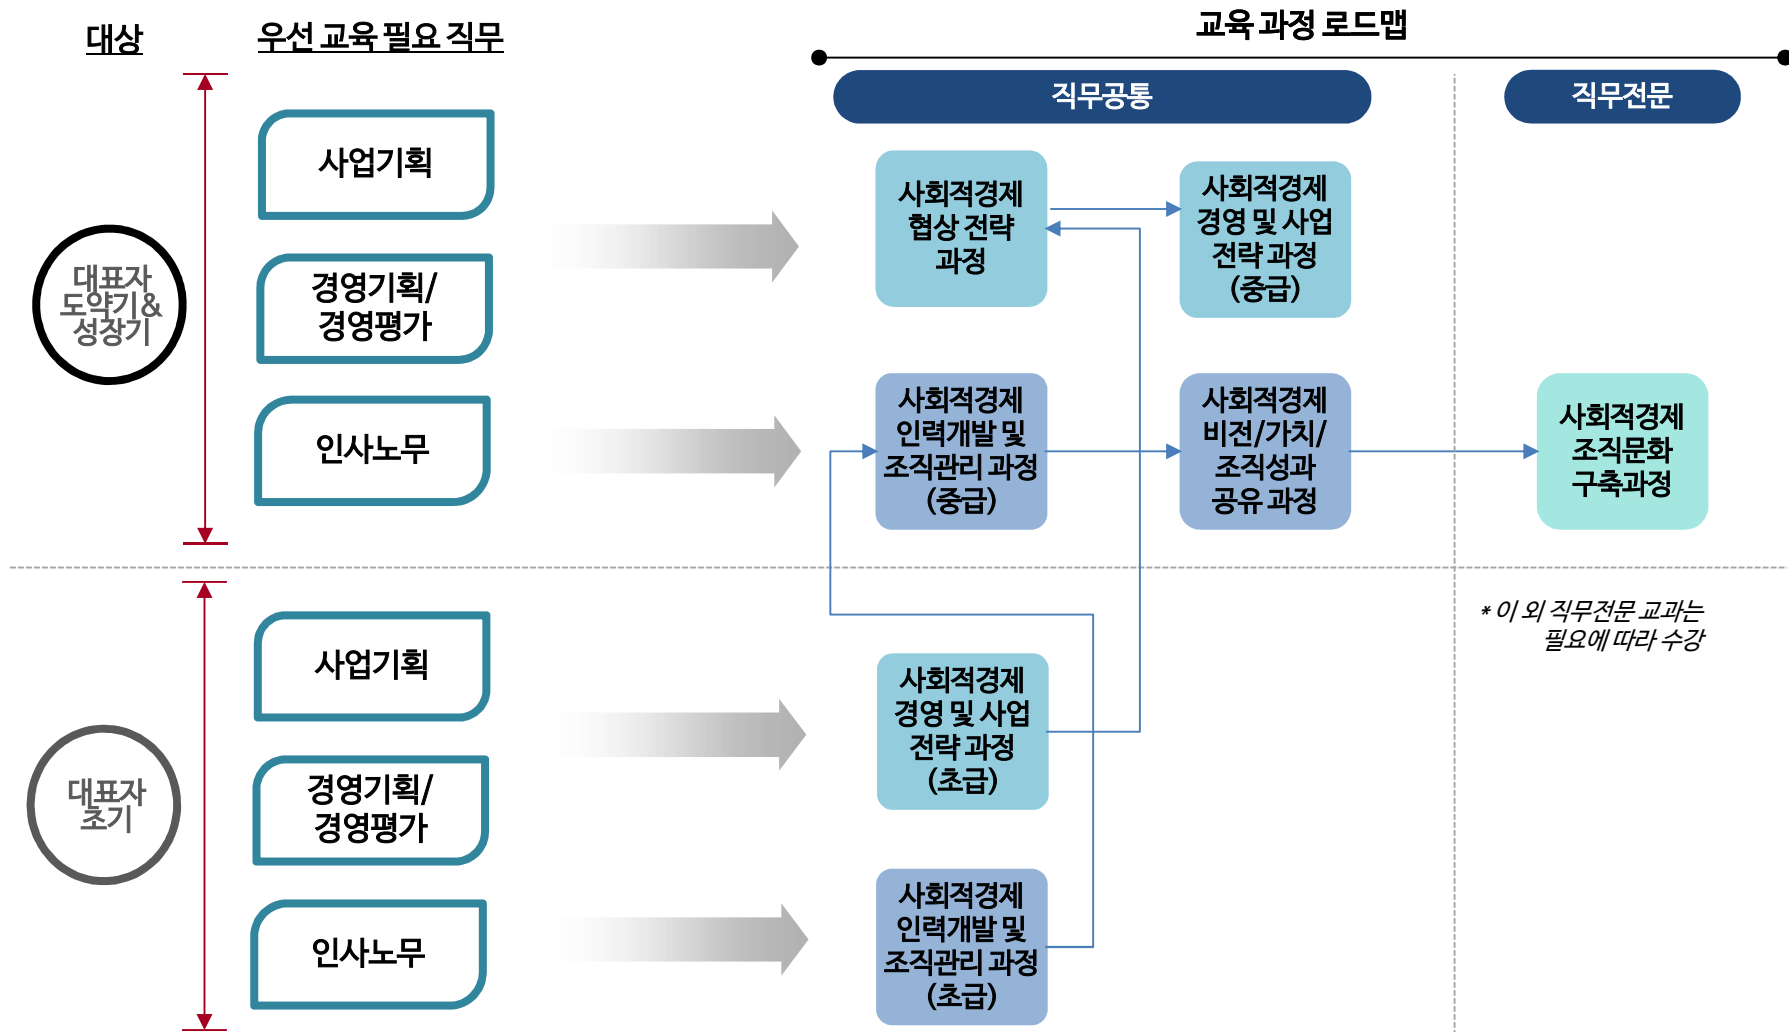 대상
우선 교육 필요 직무
교육 과정 로드맵
직무공통
직무전문
대표자
도약기&
성장기
사업기획
경영기획/
경영평가
인사노무
사회적경제
협상 전략
과정
사회적경제
경영 및 사업
전략 과정
(중급)
사회적경제
인력개발 및
조직관리 과정
(중급)
사회적경제
비전/가치/
조직성과
공유 과정
사회적경제
조직문화
구축과정
* 이 외 직무전문 교과는
필요에 따라 수강
대표자
초기
사업기획
경영기획/
경영평가
인사노무
사회적경제
경영 및 사업
전략 과정
(초급)
사회적경제
인력개발 및
조직관리 과정
(초급)